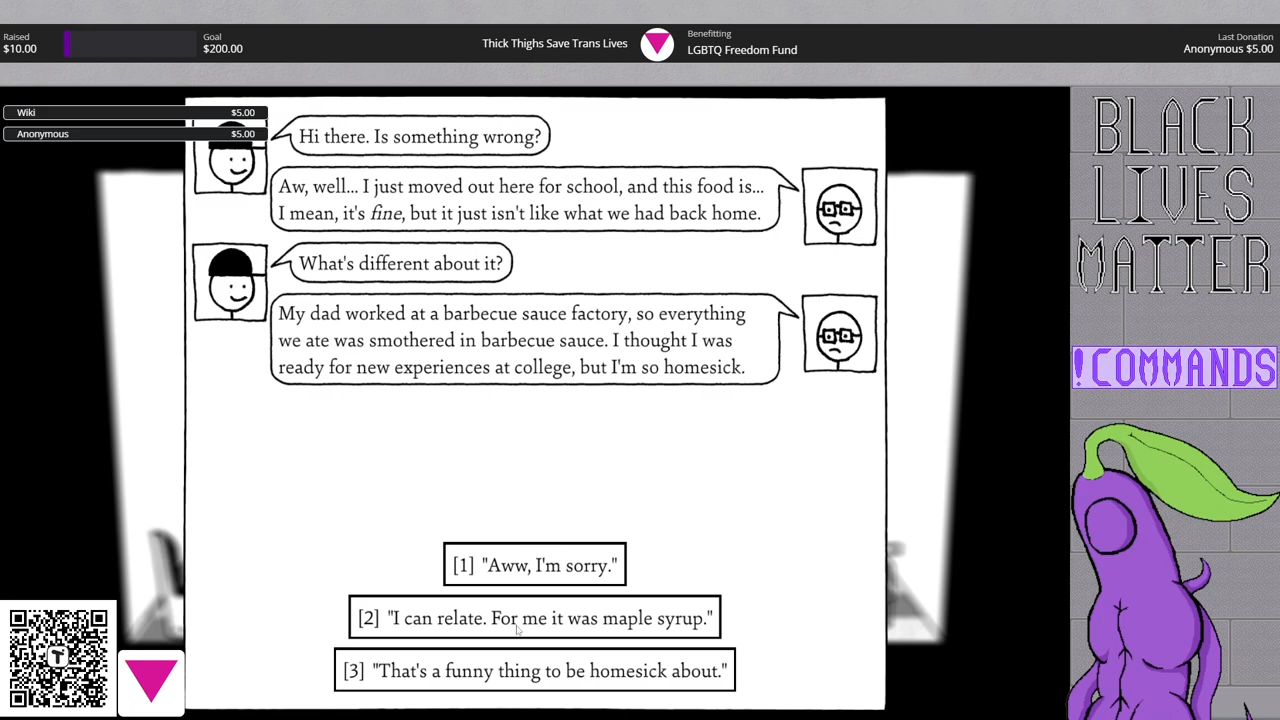 Raised
$10.00
Goal
$200.00
Thick Thighs Save Trans Lives
Benefitting
LGBTQ Freedom Fund
Last Donation
Anonymous $5.00
Wiki $5.00
Anonymous $5.00
Hi there. Is something wrong?
Aw, well... I just moved out here for school, and this food is...
I mean, it's fine, but it just isn't like what we had back home.
What's different about it?
My dad worked at a barbecue sauce factory, so everything
we ate was smothered in barbecue sauce. I thought I was
ready for new experiences at college, but I'm so homesick.
[1] "Aww, I'm sorry."
[2] "I can relate. For me it was maple syrup."
[3] "That's a funny thing to be homesick about."
BLACK
LIVES
MATTER
!COMMANDS
T